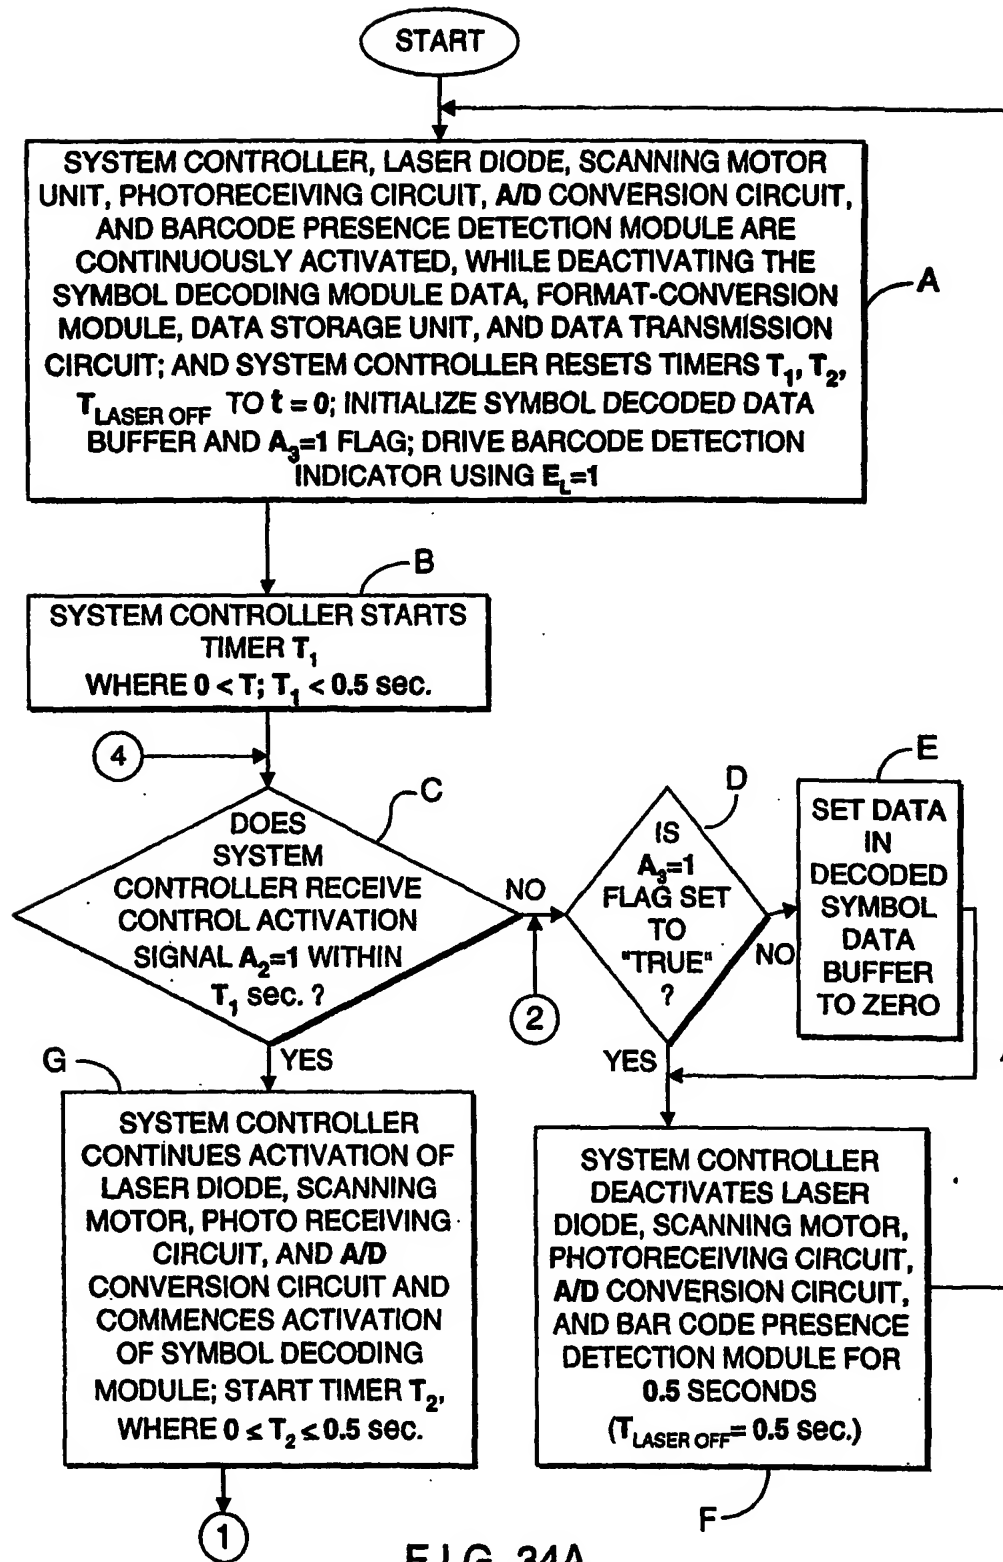 START
SYSTEM CONTROLLER, LASER DIODE, SCANNING MOTOR
UNIT, PHOTORECEIVING CIRCUIT, A/D CONVERSION CIRCUIT,
AND BARCODE PRESENCE DETECTION MODULE ARE
CONTINUOUSLY ACTIVATED, WHILE DEACTIVATING THE
SYMBOL DECODING MODULE DATA, FORMAT-CONVERSION
MODULE, DATA STORAGE UNIT, AND DATA TRANSMISSION
CIRCUIT; AND SYSTEM CONTROLLER RESETS TIMERS T1, T2,
TLASER OFF TO t = 0; INITIALIZE SYMBOL DECODED DATA
BUFFER AND A3=1 FLAG; DRIVE BARCODE DETECTION
INDICATOR USING EL=1
A
B
SYSTEM CONTROLLER STARTS
TIMER T1
WHERE 0 < T; T1 < 0.5 sec.
4
C
DOES
SYSTEM
CONTROLLER RECEIVE
CONTROL ACTIVATION
SIGNAL A2=1 WITHIN
T1 sec. ?
NO
2
YES
D
IS
A3=1
FLAG SET
TO
"TRUE"
?
NO
YES
E
SET DATA
IN
DECODED
SYMBOL
DATA
BUFFER
TO ZERO
G
SYSTEM CONTROLLER
CONTINUES ACTIVATION OF
LASER DIODE, SCANNING
MOTOR, PHOTO RECEIVING
CIRCUIT, AND A/D
CONVERSION CIRCUIT AND
COMMENCES ACTIVATION
OF SYMBOL DECODING
MODULE; START TIMER T2,
WHERE 0 ≤ T2 ≤ 0.5 sec.
1
SYSTEM CONTROLLER
DEACTIVATES LASER
DIODE, SCANNING MOTOR,
PHOTORECEIVING CIRCUIT,
A/D CONVERSION CIRCUIT,
AND BAR CODE PRESENCE
DETECTION MODULE FOR
0.5 SECONDS
(TLASER OFF= 0.5 sec.)
F
FIG. 34A